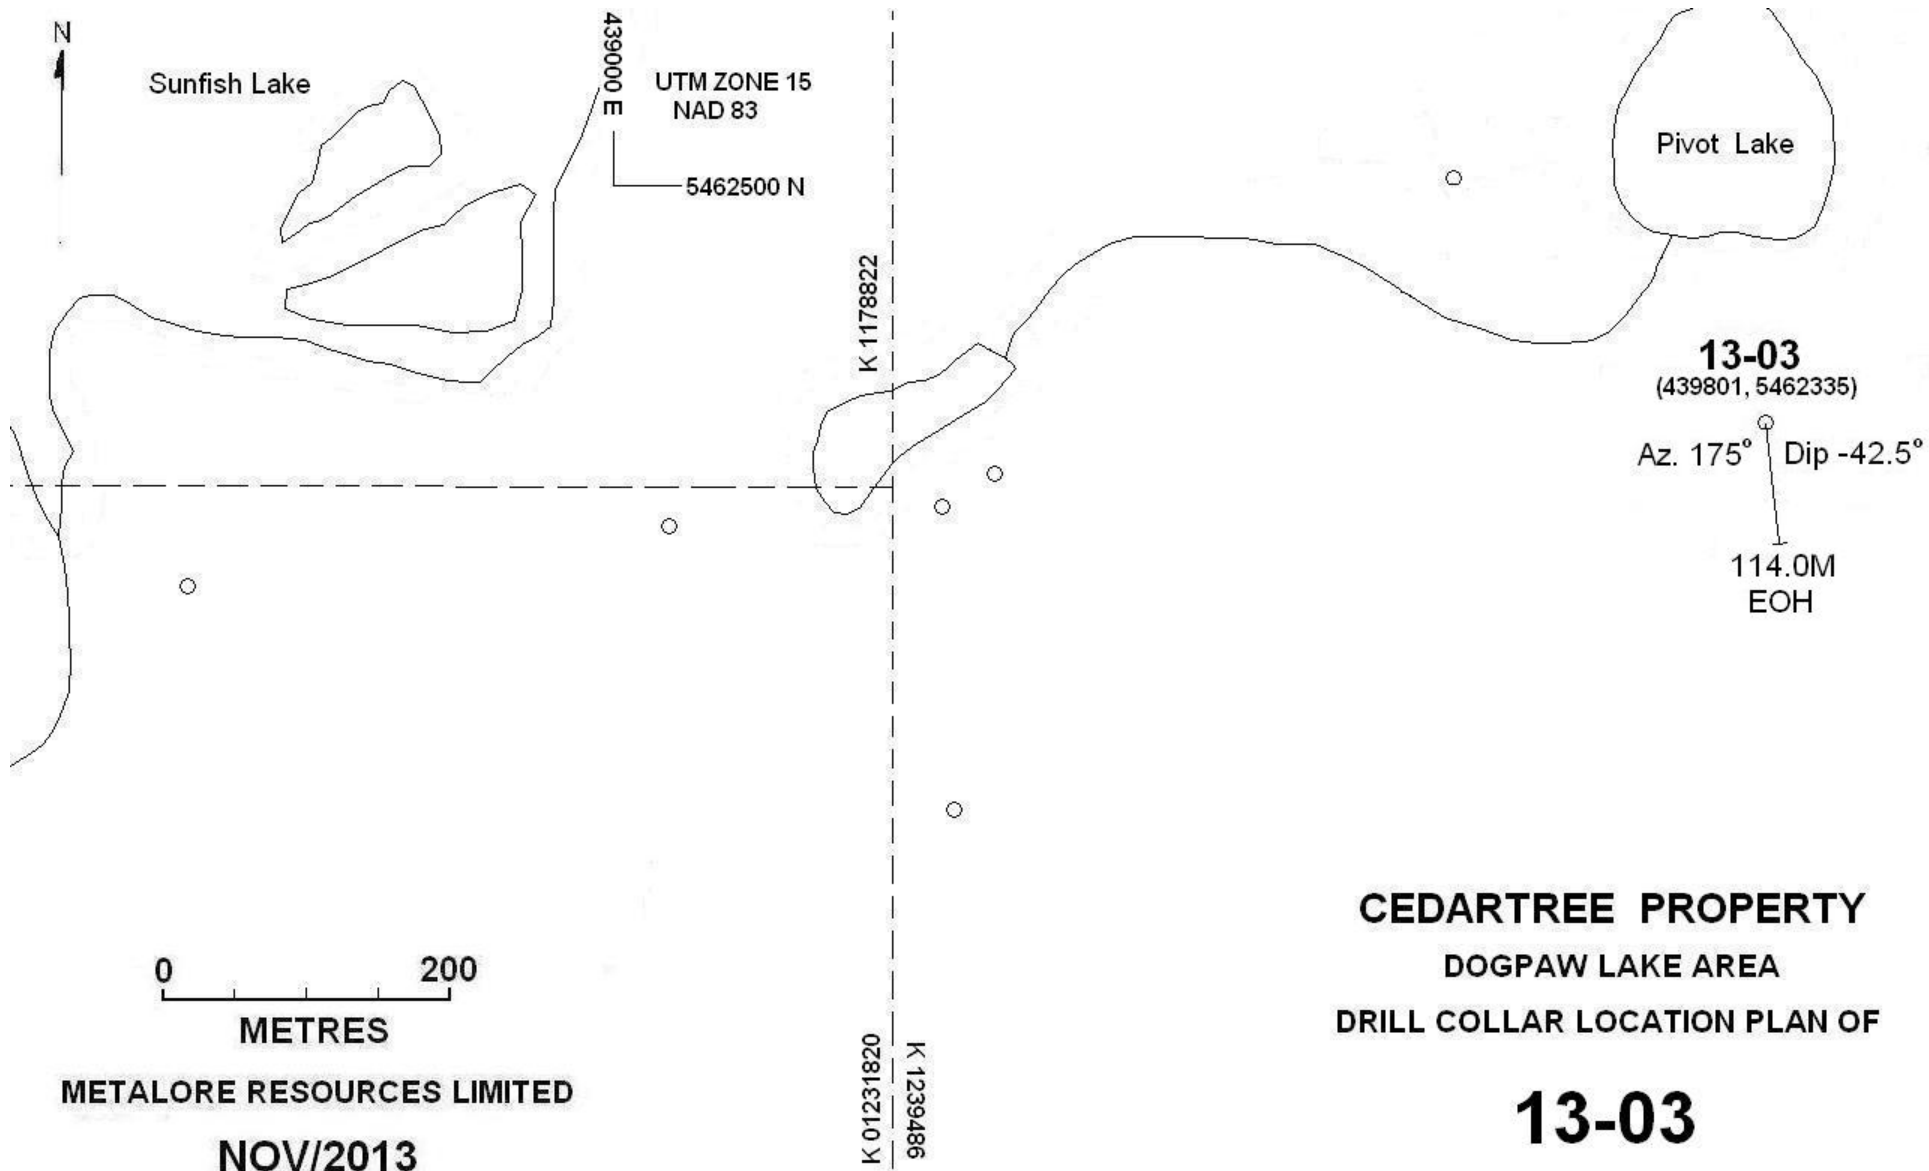 N
Sunfish Lake
439000 E
UTM ZONE 15
NAD 83
5462500 N
Pivot Lake
K 1178822
13-03
(439801, 5462335)
Az. 175° Dip -42.5°
114.0M
EOH
0 200
METRES
METALORE RESOURCES LIMITED
NOV/2013
K 01231820
K 1239486
CEDARTREE PROPERTY
DOGPAW LAKE AREA
DRILL COLLAR LOCATION PLAN OF
13-03